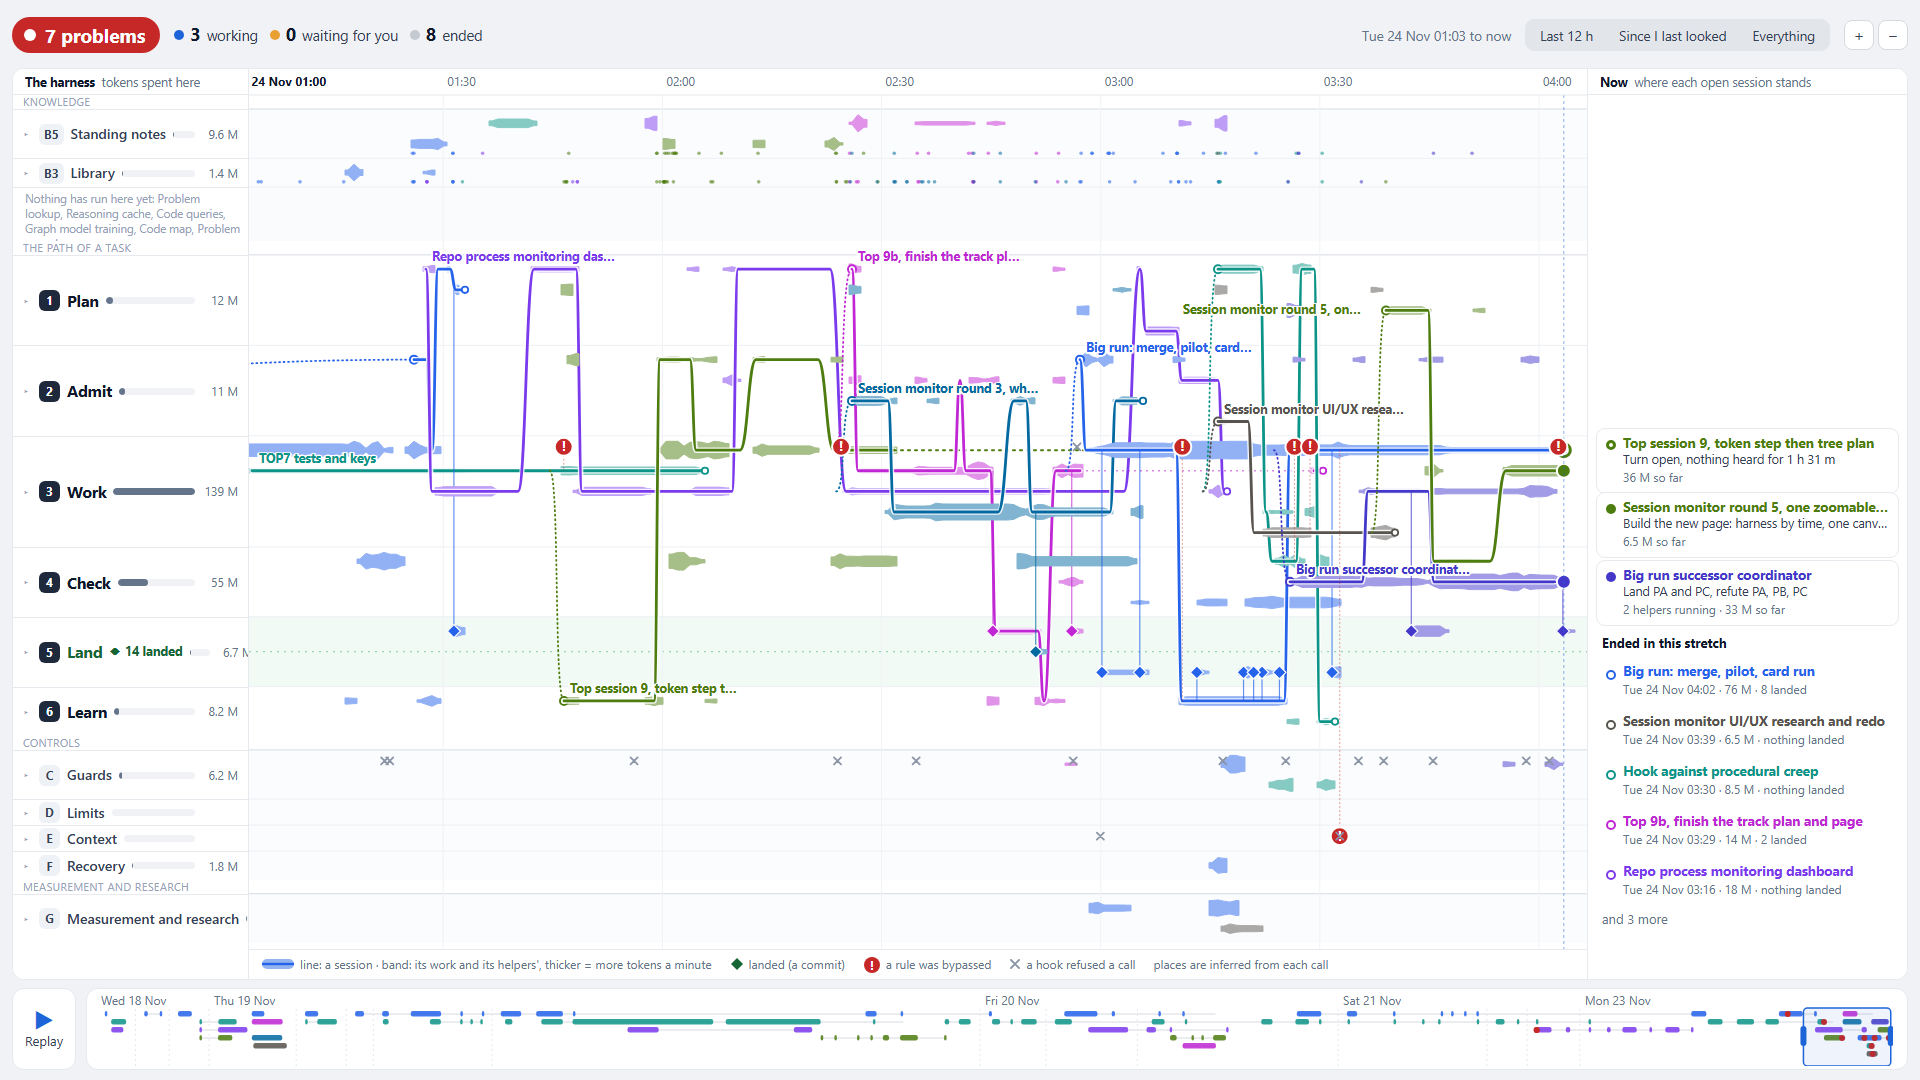 7 problems
3 working
0 waiting for you
8 ended
Tue 24 Nov 01:03 to now
Last 12 h
Since I last looked
Everything
+
−
The harness tokens spent here
24 Nov 01:00
01:30
02:00
02:30
03:00
03:30
04:00
Now where each open session stands
KNOWLEDGE
B5 Standing notes 9.6 M
B3 Library 1.4 M
Nothing has run here yet: Problem
lookup, Reasoning cache, Code queries,
Graph model training, Code map, Problem
THE PATH OF A TASK
1 Plan 12 M
2 Admit 11 M
3 Work 139 M
4 Check 55 M
5 Land 14 landed 6.7 M
6 Learn 8.2 M
CONTROLS
C Guards 6.2 M
D Limits
E Context
F Recovery 1.8 M
MEASUREMENT AND RESEARCH
G Measurement and research
Repo process monitoring das...
Top 9b, finish the track pl...
Session monitor round 5, on...
Big run: merge, pilot, card...
Session monitor round 3, wh...
Session monitor UI/UX resea...
TOP7 tests and keys
Big run successor coordinat...
Top session 9, token step t...
line: a session · band: its work and its helpers', thicker = more tokens a minute
landed (a commit)
! a rule was bypassed
a hook refused a call
places are inferred from each call
Top session 9, token step then tree plan
Turn open, nothing heard for 1 h 31 m
36 M so far
Session monitor round 5, one zoomable...
Build the new page: harness by time, one canv...
6.5 M so far
Big run successor coordinator
Land PA and PC, refute PA, PB, PC
2 helpers running · 33 M so far
Ended in this stretch
Big run: merge, pilot, card run
Tue 24 Nov 04:02 · 76 M · 8 landed
Session monitor UI/UX research and redo
Tue 24 Nov 03:39 · 6.5 M · nothing landed
Hook against procedural creep
Tue 24 Nov 03:30 · 8.5 M · nothing landed
Top 9b, finish the track plan and page
Tue 24 Nov 03:29 · 14 M · 2 landed
Repo process monitoring dashboard
Tue 24 Nov 03:16 · 18 M · nothing landed
and 3 more
Replay
Wed 18 Nov
Thu 19 Nov
Fri 20 Nov
Sat 21 Nov
Mon 23 Nov